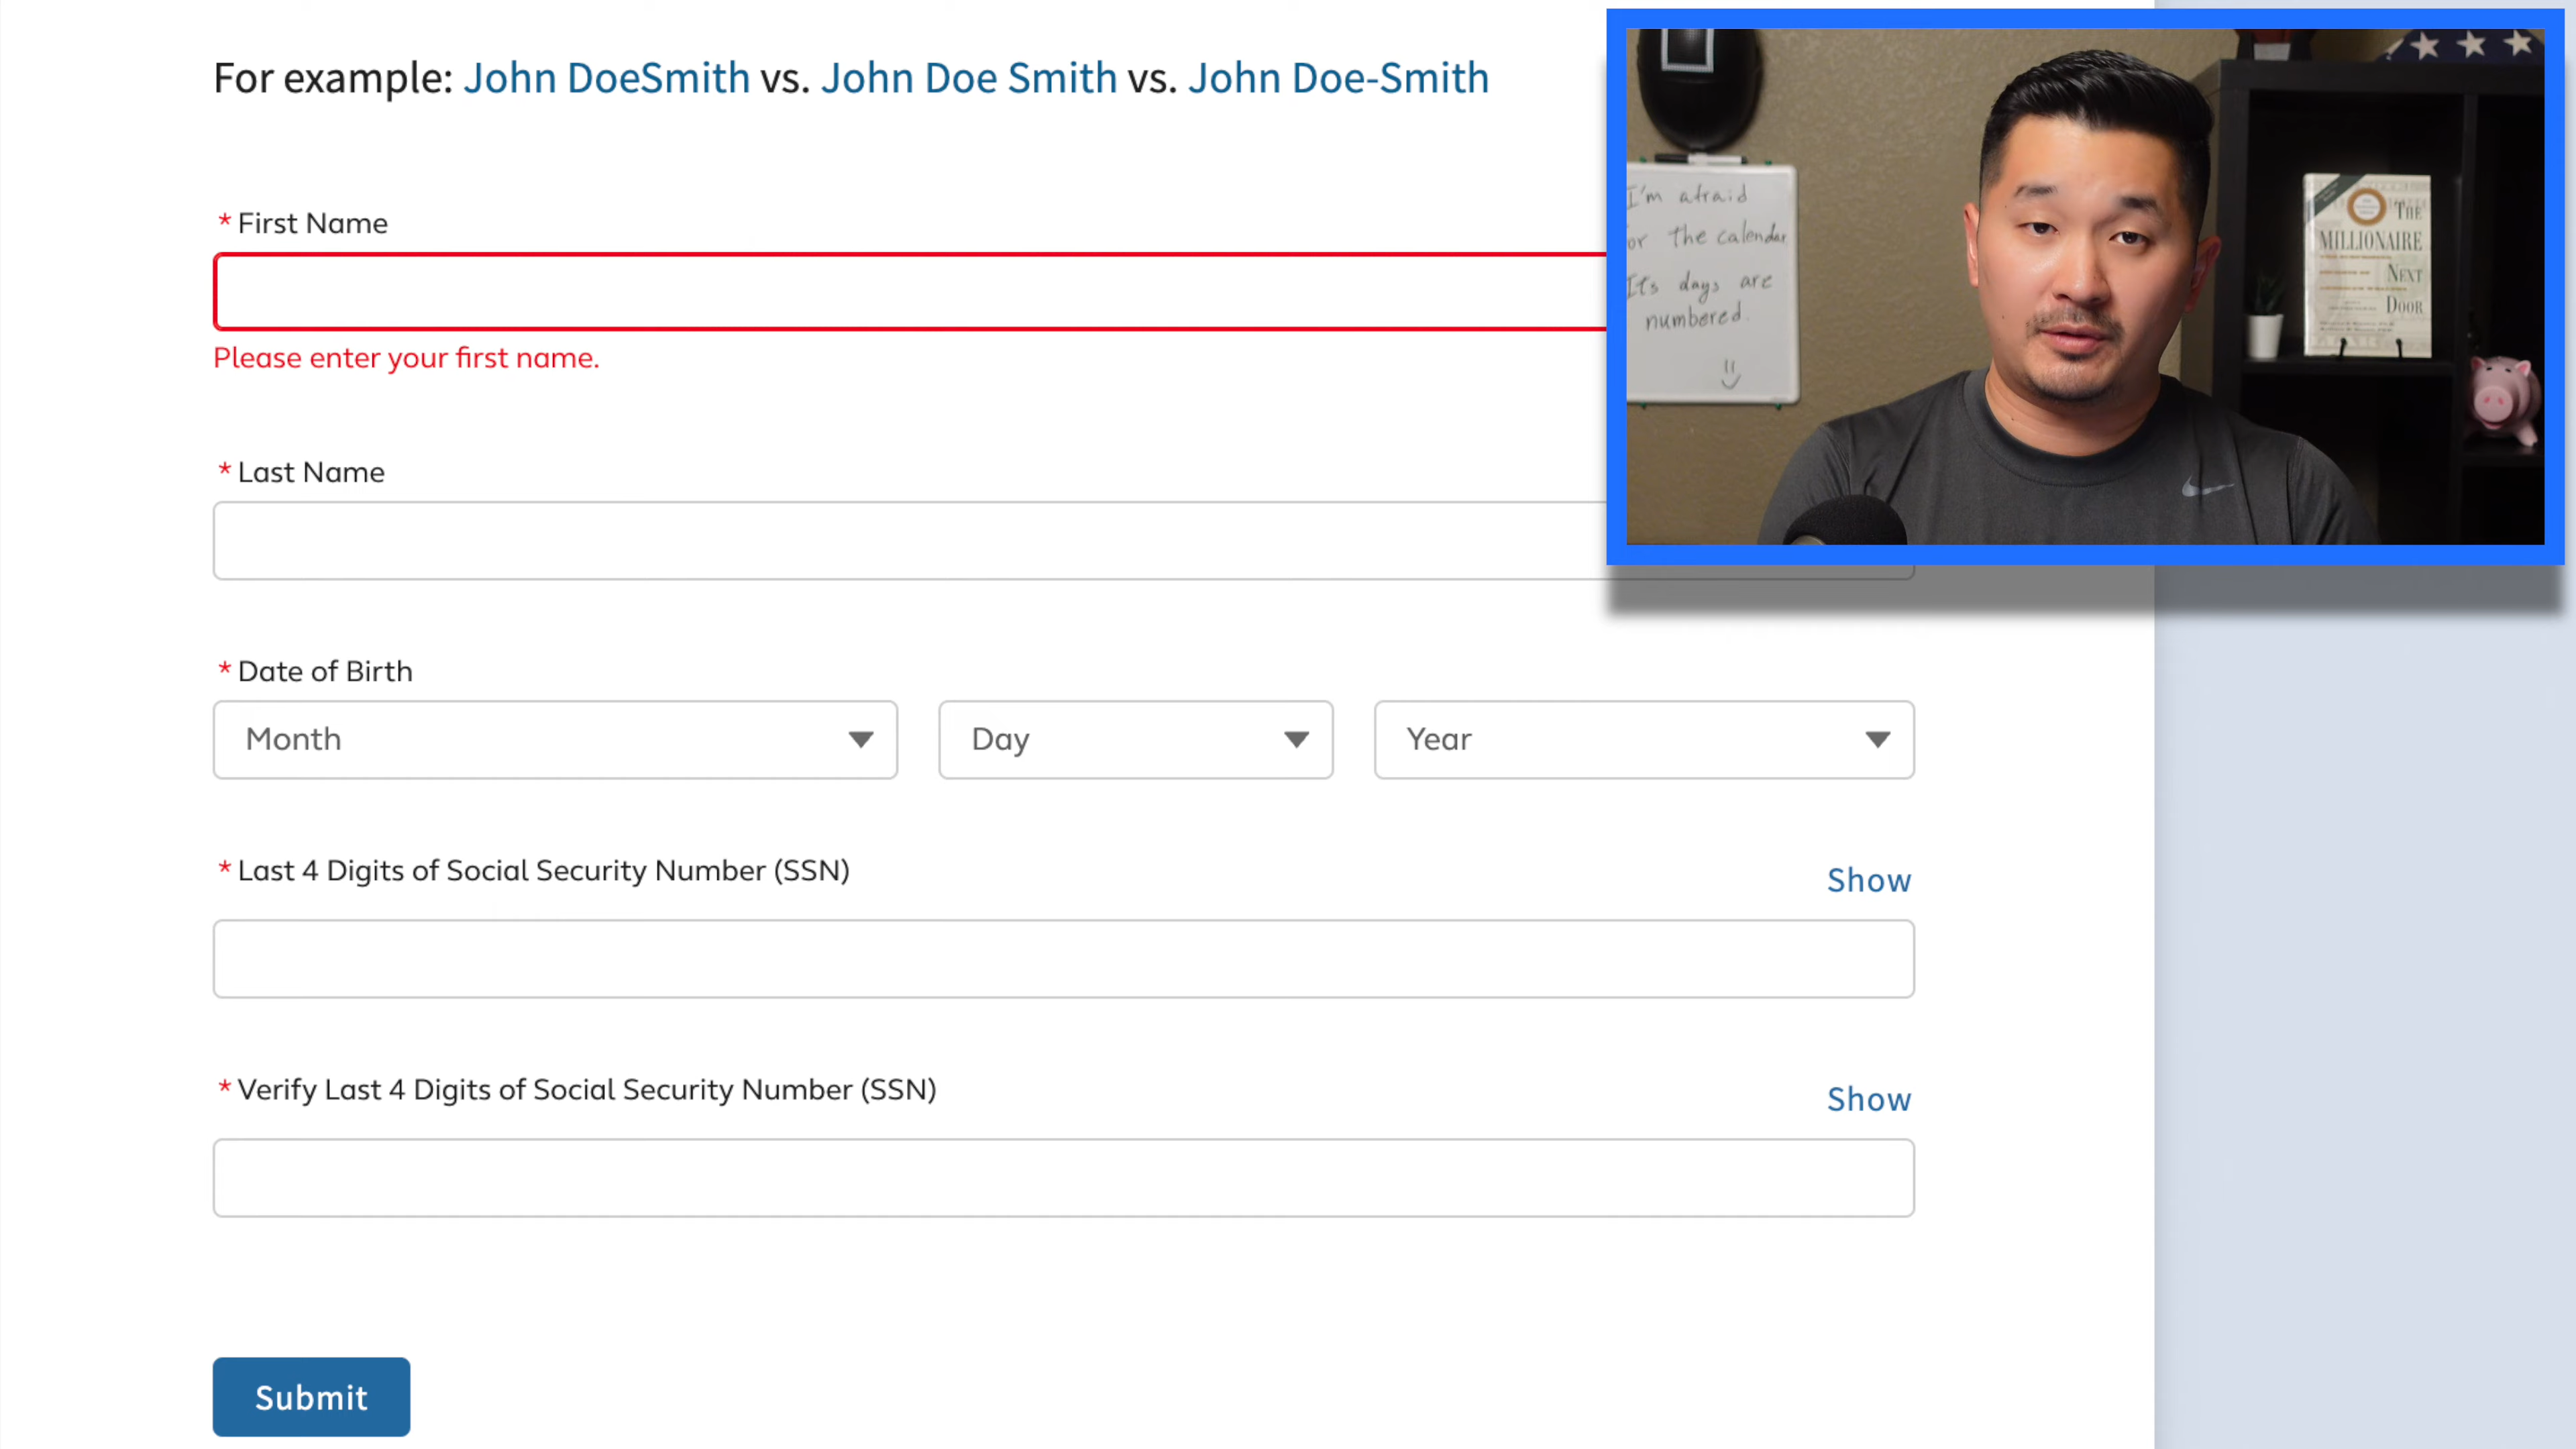 For example: John DoeSmith vs. John Doe Smith vs. John Doe-Smith
* First Name
Please enter your first name.
* Last Name
* Date of Birth
Month
Day
Year
* Last 4 Digits of Social Security Number (SSN)
Show
* Verify Last 4 Digits of Social Security Number (SSN)
Show
Submit
I'm afraid
or the calendar
It's days are
numbered.
THE
MILLIONAIRE
NEXT
DOOR